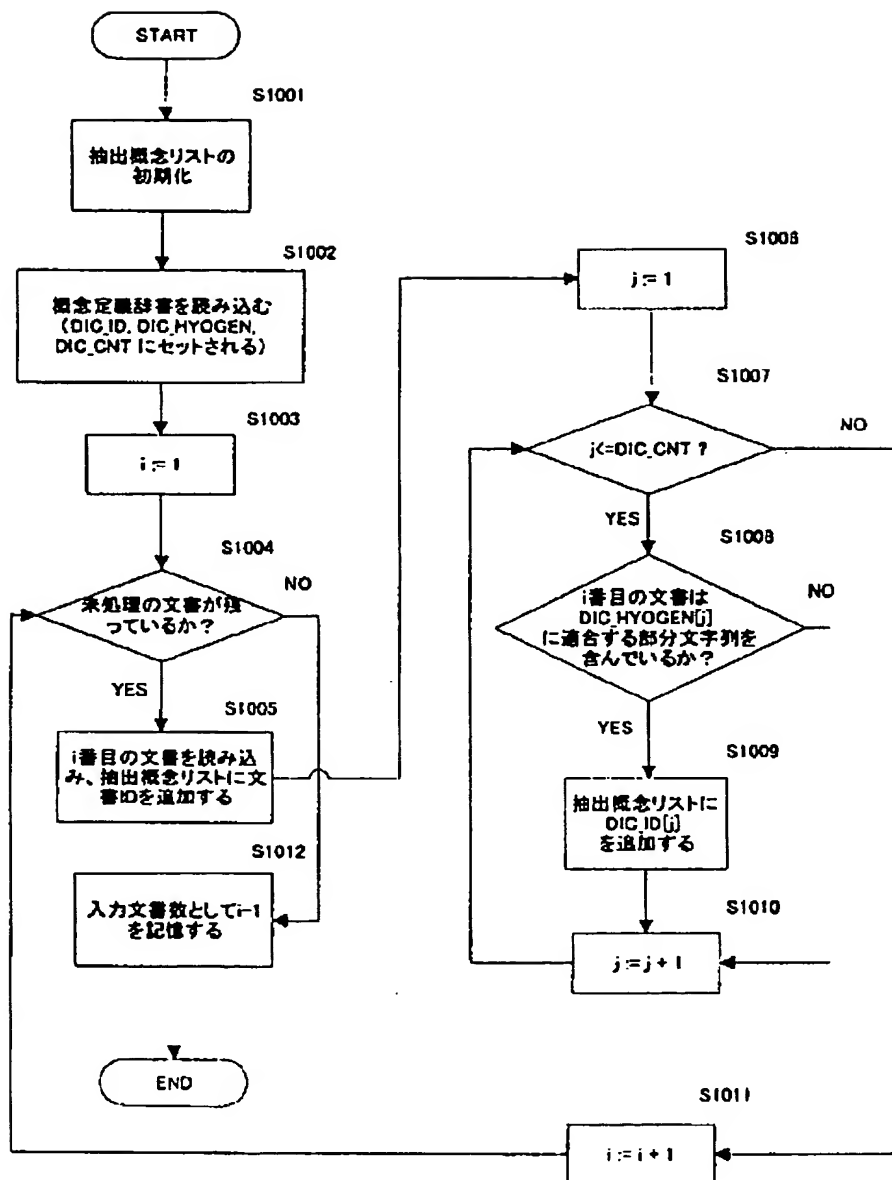 START
S1001
抽出概念リストの
初期化
S1002
概念定義辞書を読み込む
(DIC_ID, DIC_HYOGEN,
DIC_CNT にセットされる)
S1003
i := 1
S1004
未処理の文書が残
っているか?
NO
YES
S1005
i番目の文書を読み込
み、抽出概念リストに文
書IDを追加する
S1012
入力文書数としてi-1
を記憶する
END
S1006
j := 1
S1007
j<=DIC_CNT ?
NO
YES
S1008
i番目の文書は
DIC_HYOGEN[j]
に適合する部分文字列を
含んでいるか?
NO
YES
S1009
抽出概念リストに
DIC_ID[j]
を追加する
S1010
j := j + 1
S1011
i := i + 1